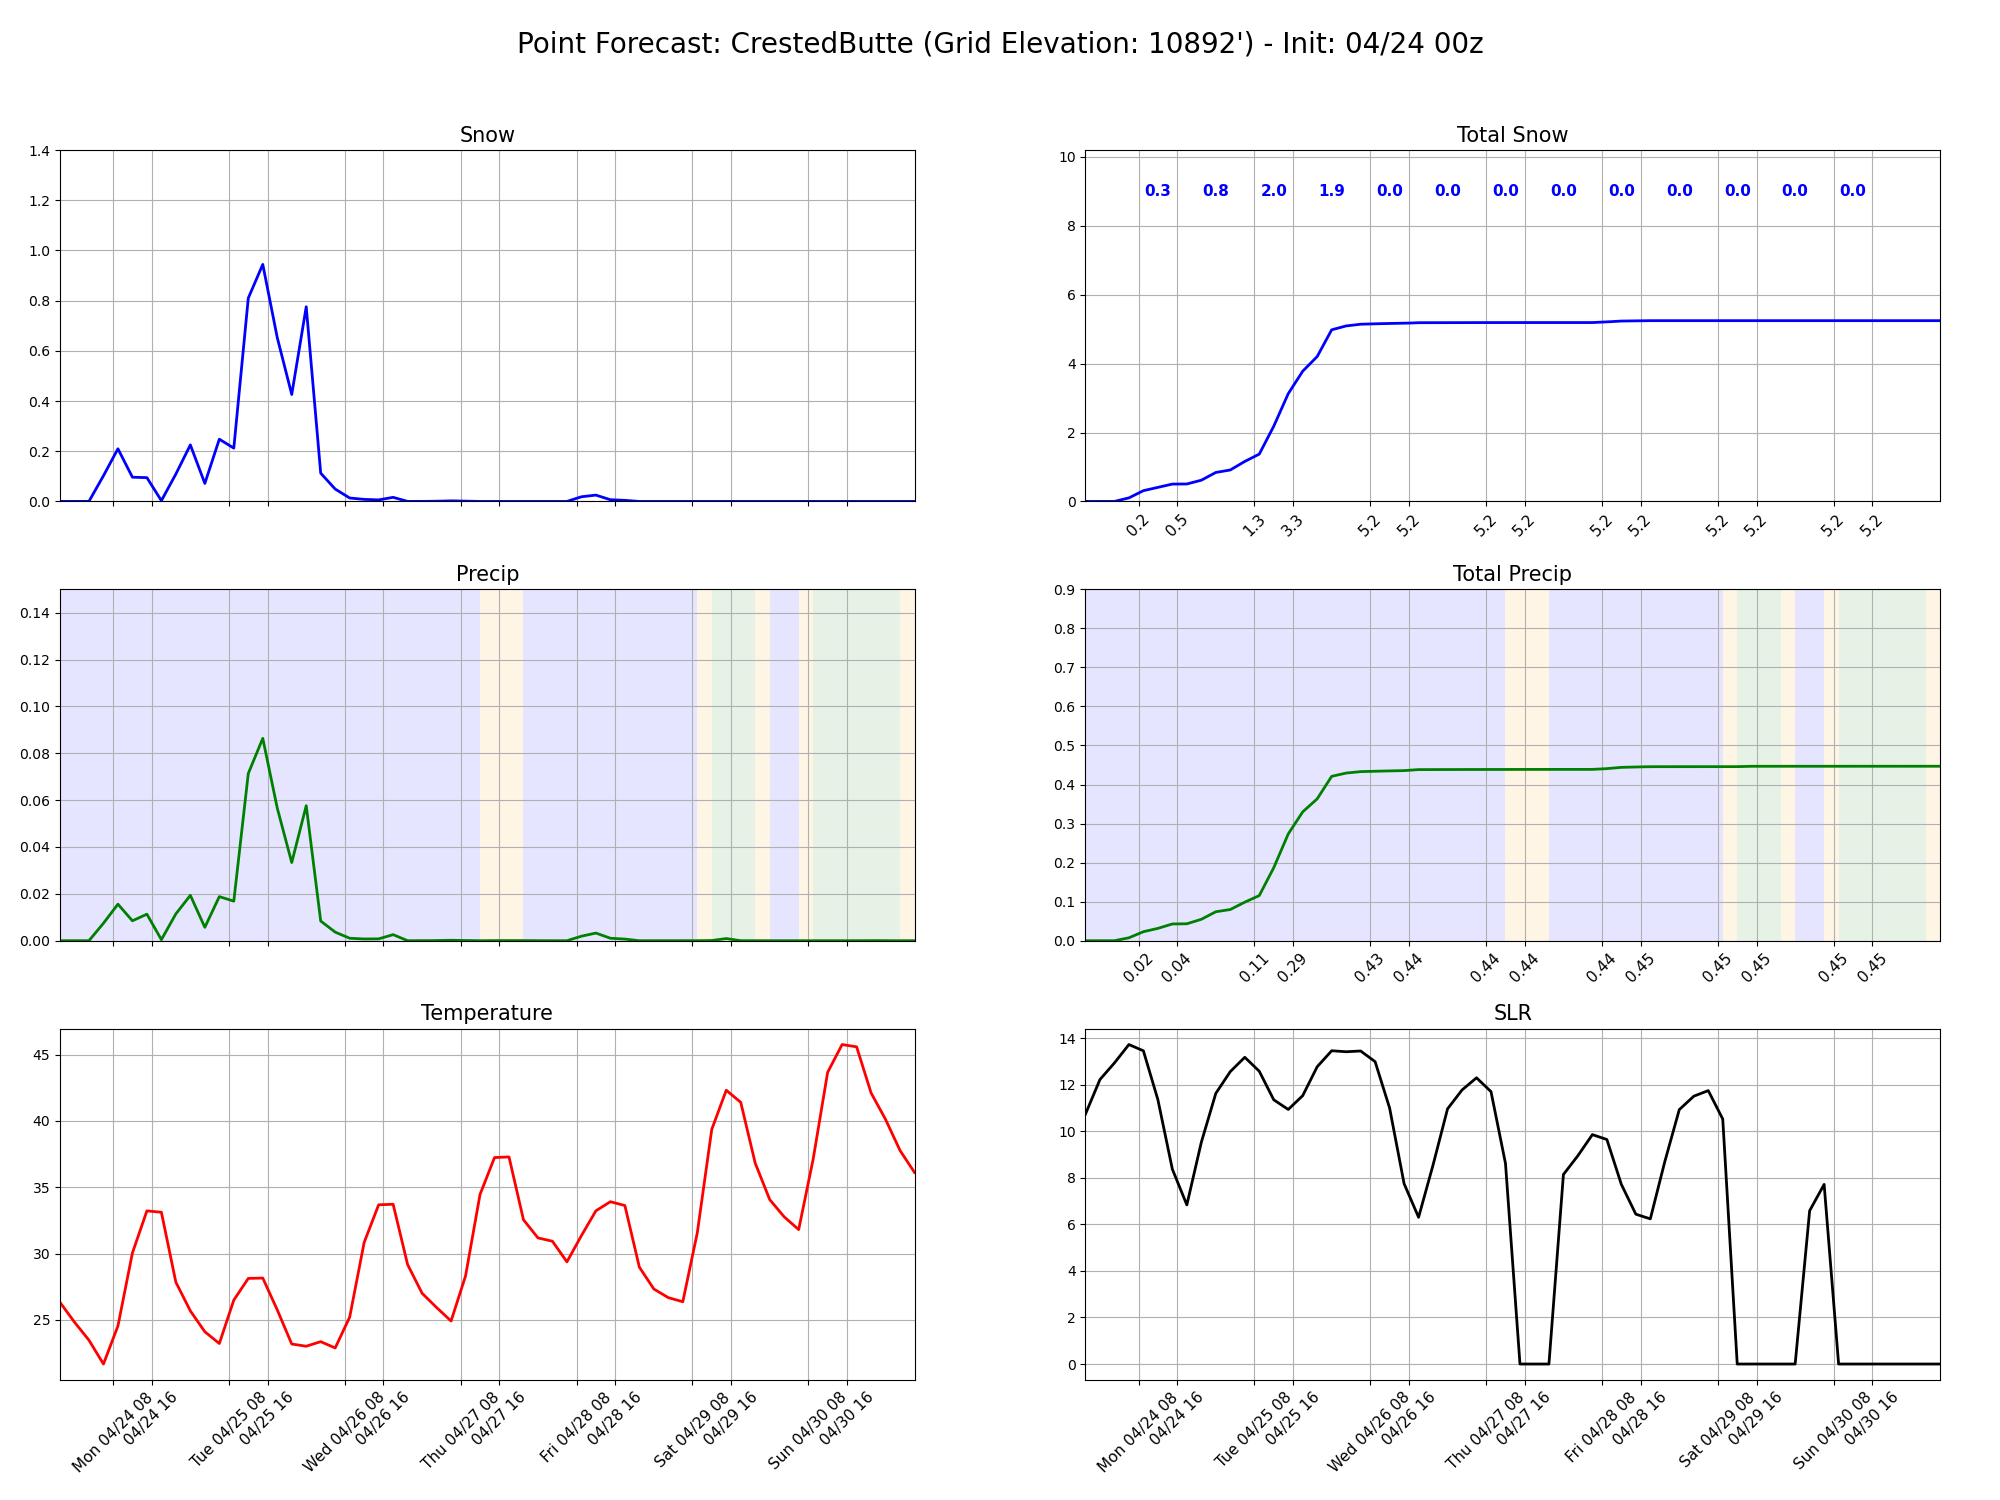 Point Forecast: CrestedButte (Grid Elevation: 10892') - Init: 04/24 00z
Snow
1.4
1.2
1.0
0.8
0.6
0.4
0.2
0.0
Total Snow
10
8
6
4
2
0
0.3 0.8 2.0 1.9 0.0 0.0 0.0 0.0 0.0 0.0 0.0 0.0 0.0
0.2 0.5 1.3 3.3 5.2 5.2 5.2 5.2 5.2 5.2 5.2 5.2 5.2 5.2
Precip
0.14
0.12
0.10
0.08
0.06
0.04
0.02
0.00
Total Precip
0.9
0.8
0.7
0.6
0.5
0.4
0.3
0.2
0.1
0.0
0.02 0.04 0.11 0.29 0.43 0.44 0.44 0.44 0.44 0.45 0.45 0.45 0.45 0.45
Temperature
45
40
35
30
25
Mon 04/24 08
04/24 16
Tue 04/25 08
04/25 16
Wed 04/26 08
04/26 16
Thu 04/27 08
04/27 16
Fri 04/28 08
04/28 16
Sat 04/29 08
04/29 16
Sun 04/30 08
04/30 16
SLR
14
12
10
8
6
4
2
0
Mon 04/24 08
04/24 16
Tue 04/25 08
04/25 16
Wed 04/26 08
04/26 16
Thu 04/27 08
04/27 16
Fri 04/28 08
04/28 16
Sat 04/29 08
04/29 16
Sun 04/30 08
04/30 16